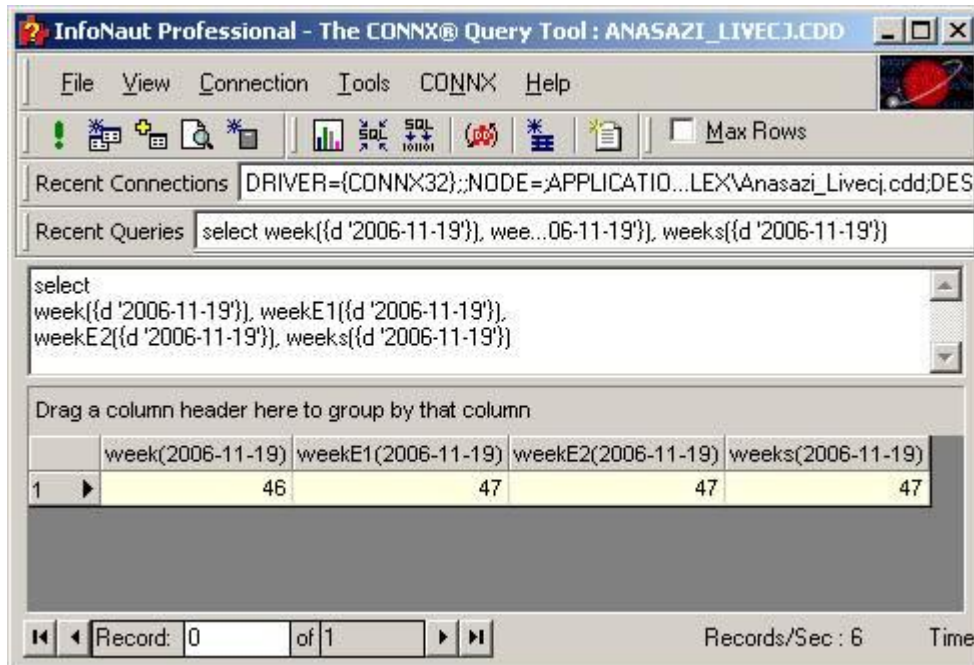 InfoNaut Professional - The CONNX® Query Tool : ANASAZI_LIVECJ.CDD
File View Connection Tools CONNX Help
Max Rows
Recent Connections DRIVER={CONNX32};;NODE=;APPLICATIO...LEX\Anasazi_Livecj.cdd;DES
Recent Queries select week({d '2006-11-19'}), wee...06-11-19'}), weeks({d '2006-11-19'})
select
week({d '2006-11-19'}), weekE1({d '2006-11-19'}),
weekE2({d '2006-11-19'}), weeks({d '2006-11-19'})
Drag a column header here to group by that column
week(2006-11-19) weekE1(2006-11-19) weekE2(2006-11-19) weeks(2006-11-19)
1 46 47 47 47
Record: 0 of 1 Records/Sec : 6 Time